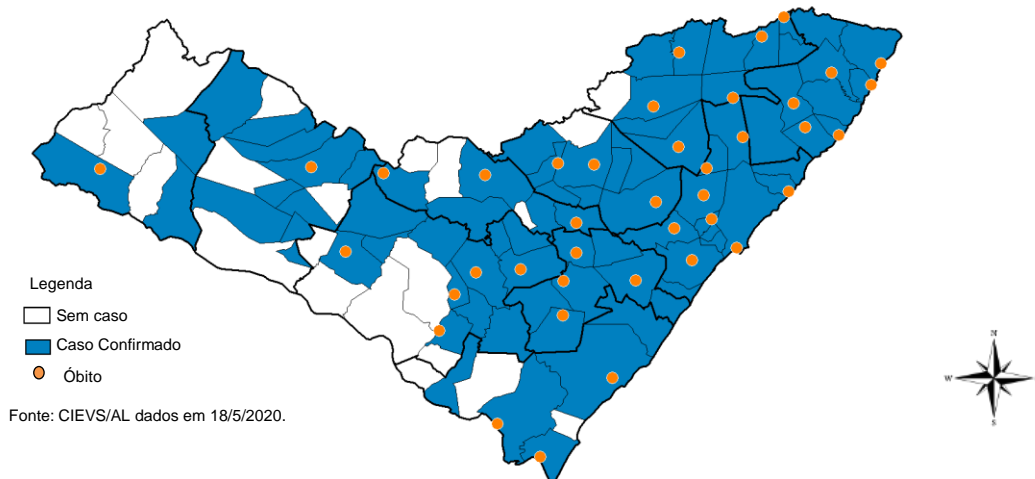 Legenda
Sem caso
Caso Confirmado
Óbito
Fonte: CIEVS/AL dados em 18/5/2020.
N
W
E
S